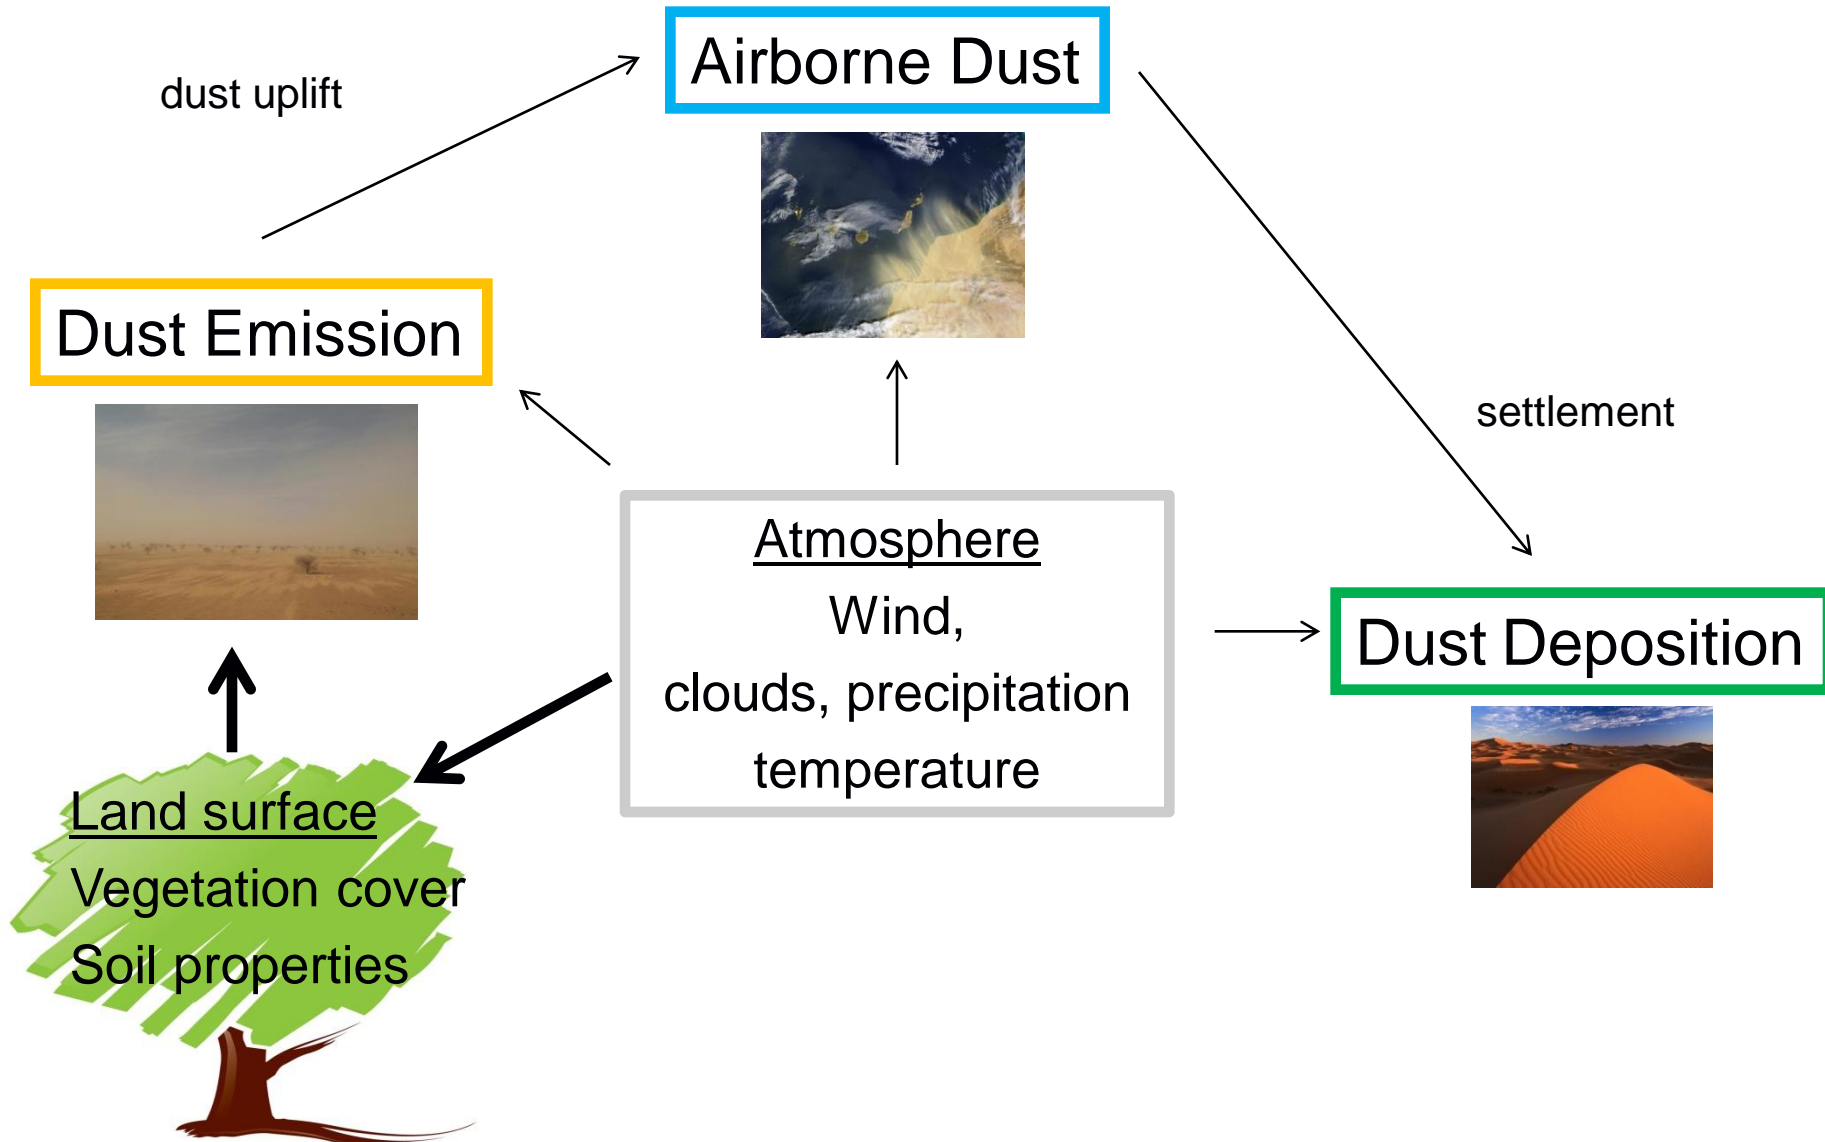 Airborne Dust
dust uplift
Dust Emission
settlement
Atmosphere
Wind,
clouds, precipitation
temperature
Dust Deposition
Land surface
Vegetation cover
Soil properties